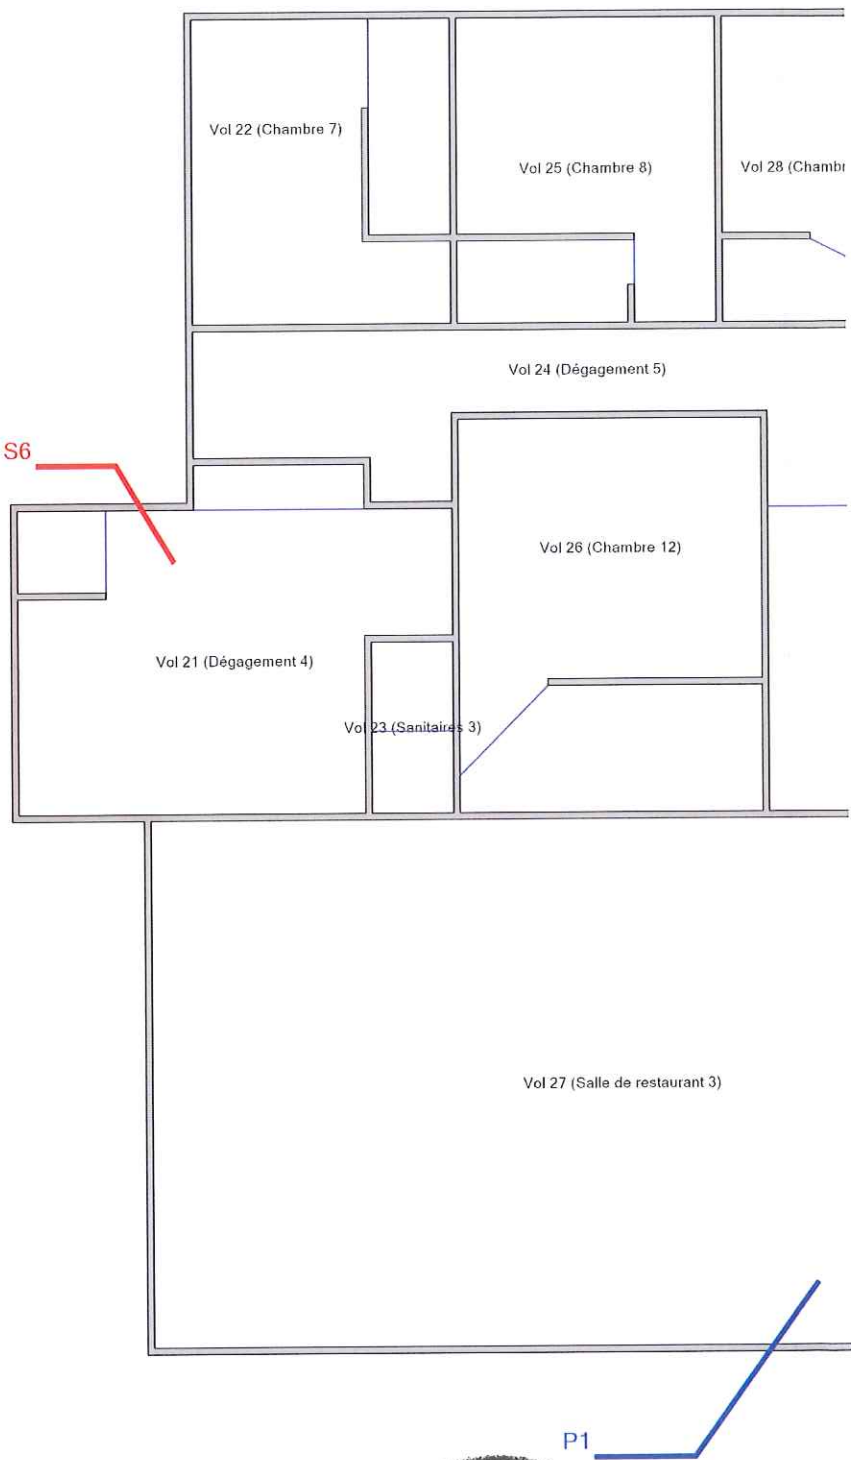 Vol 22 (Chambre 7)
Vol 25 (Chambre 8)
Vol 28 (Chambr
Vol 24 (Dégagement 5)
S6
Vol 26 (Chambre 12)
Vol 21 (Dégagement 4)
Vol 23 (Sanitaires 3)
Vol 27 (Salle de restaurant 3)
P1